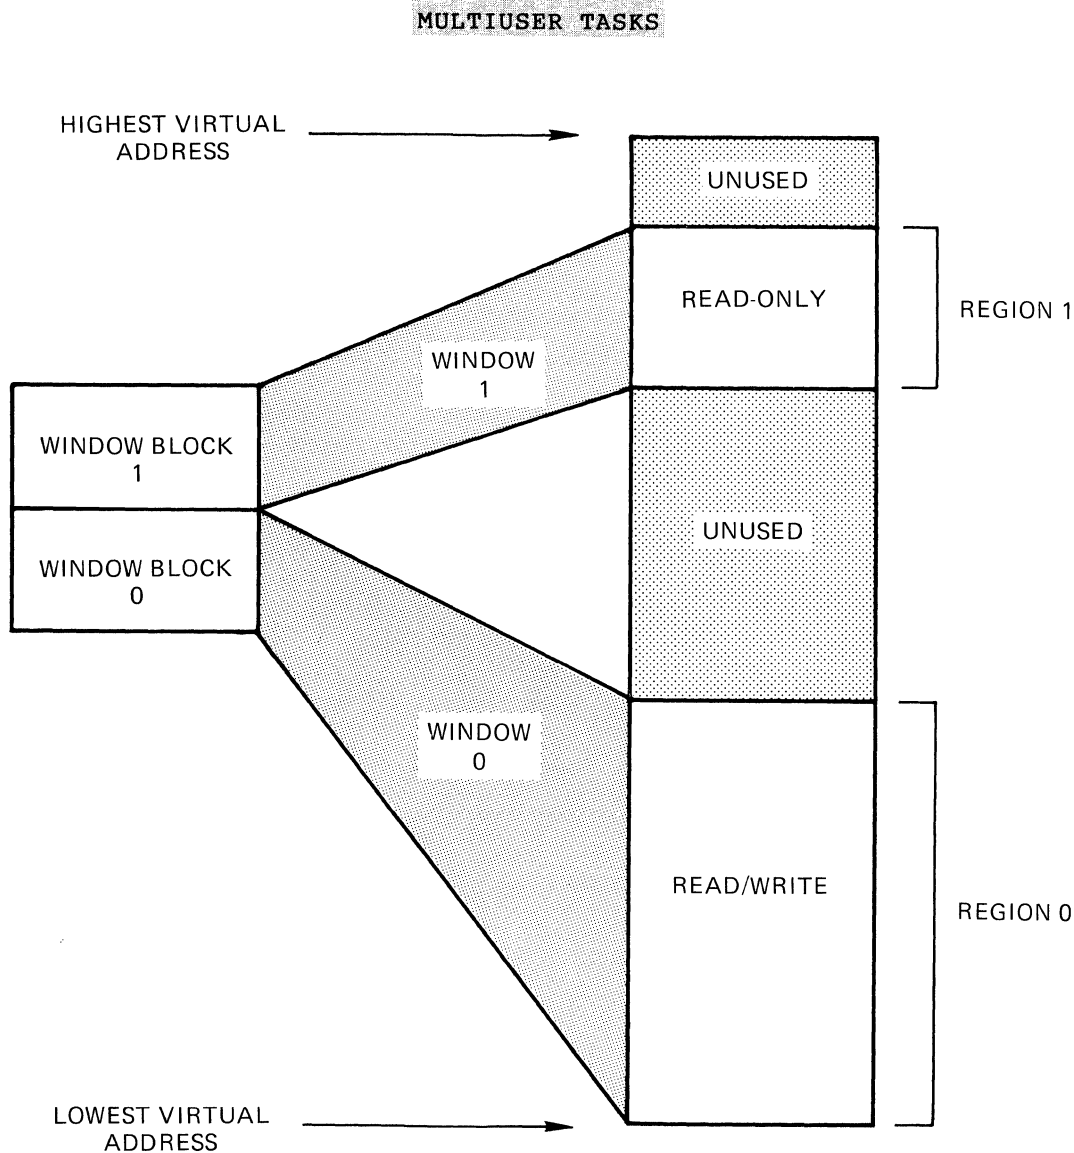 MULTIUSER TASKS
HIGHEST VIRTUAL
ADDRESS
UNUSED
READ-ONLY
REGION 1
WINDOW
1
WINDOW BLOCK
1
UNUSED
WINDOW BLOCK
0
WINDOW
0
READ/WRITE
REGION 0
LOWEST VIRTUAL
ADDRESS